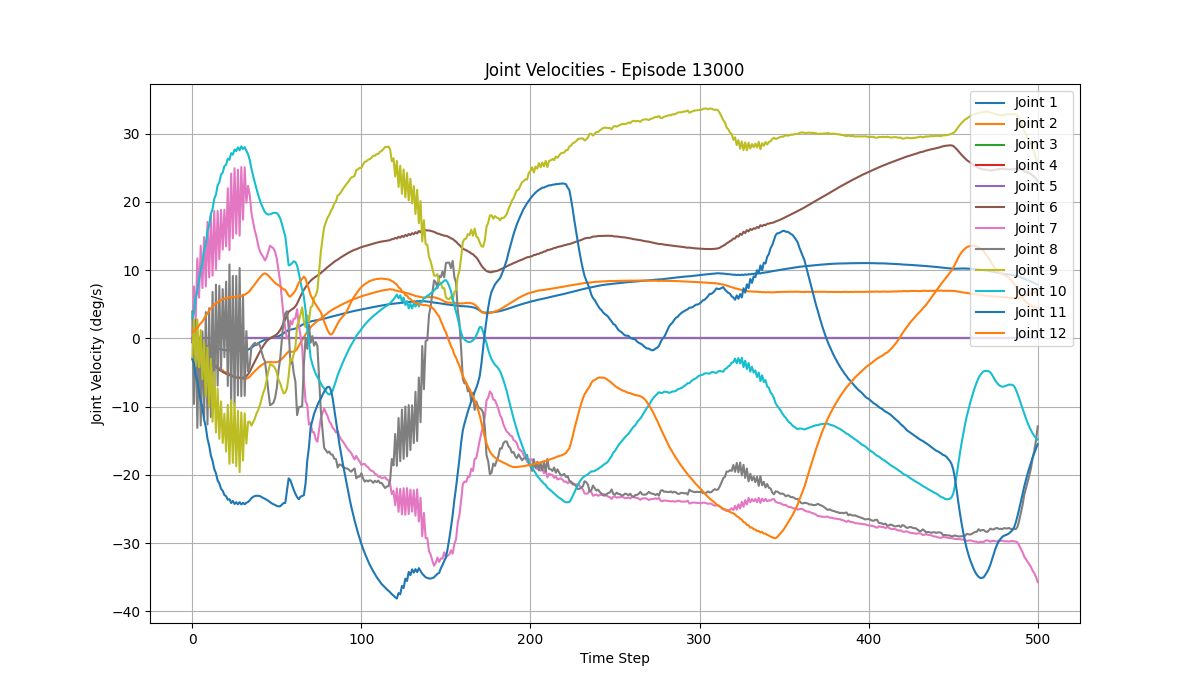 Joint Velocities - Episode 13000
Joint Velocity (deg/s)
30
20
10
0
−10
−20
−30
−40
0
100
200
300
400
500
Time Step
Joint 1
Joint 2
Joint 3
Joint 4
Joint 5
Joint 6
Joint 7
Joint 8
Joint 9
Joint 10
Joint 11
Joint 12